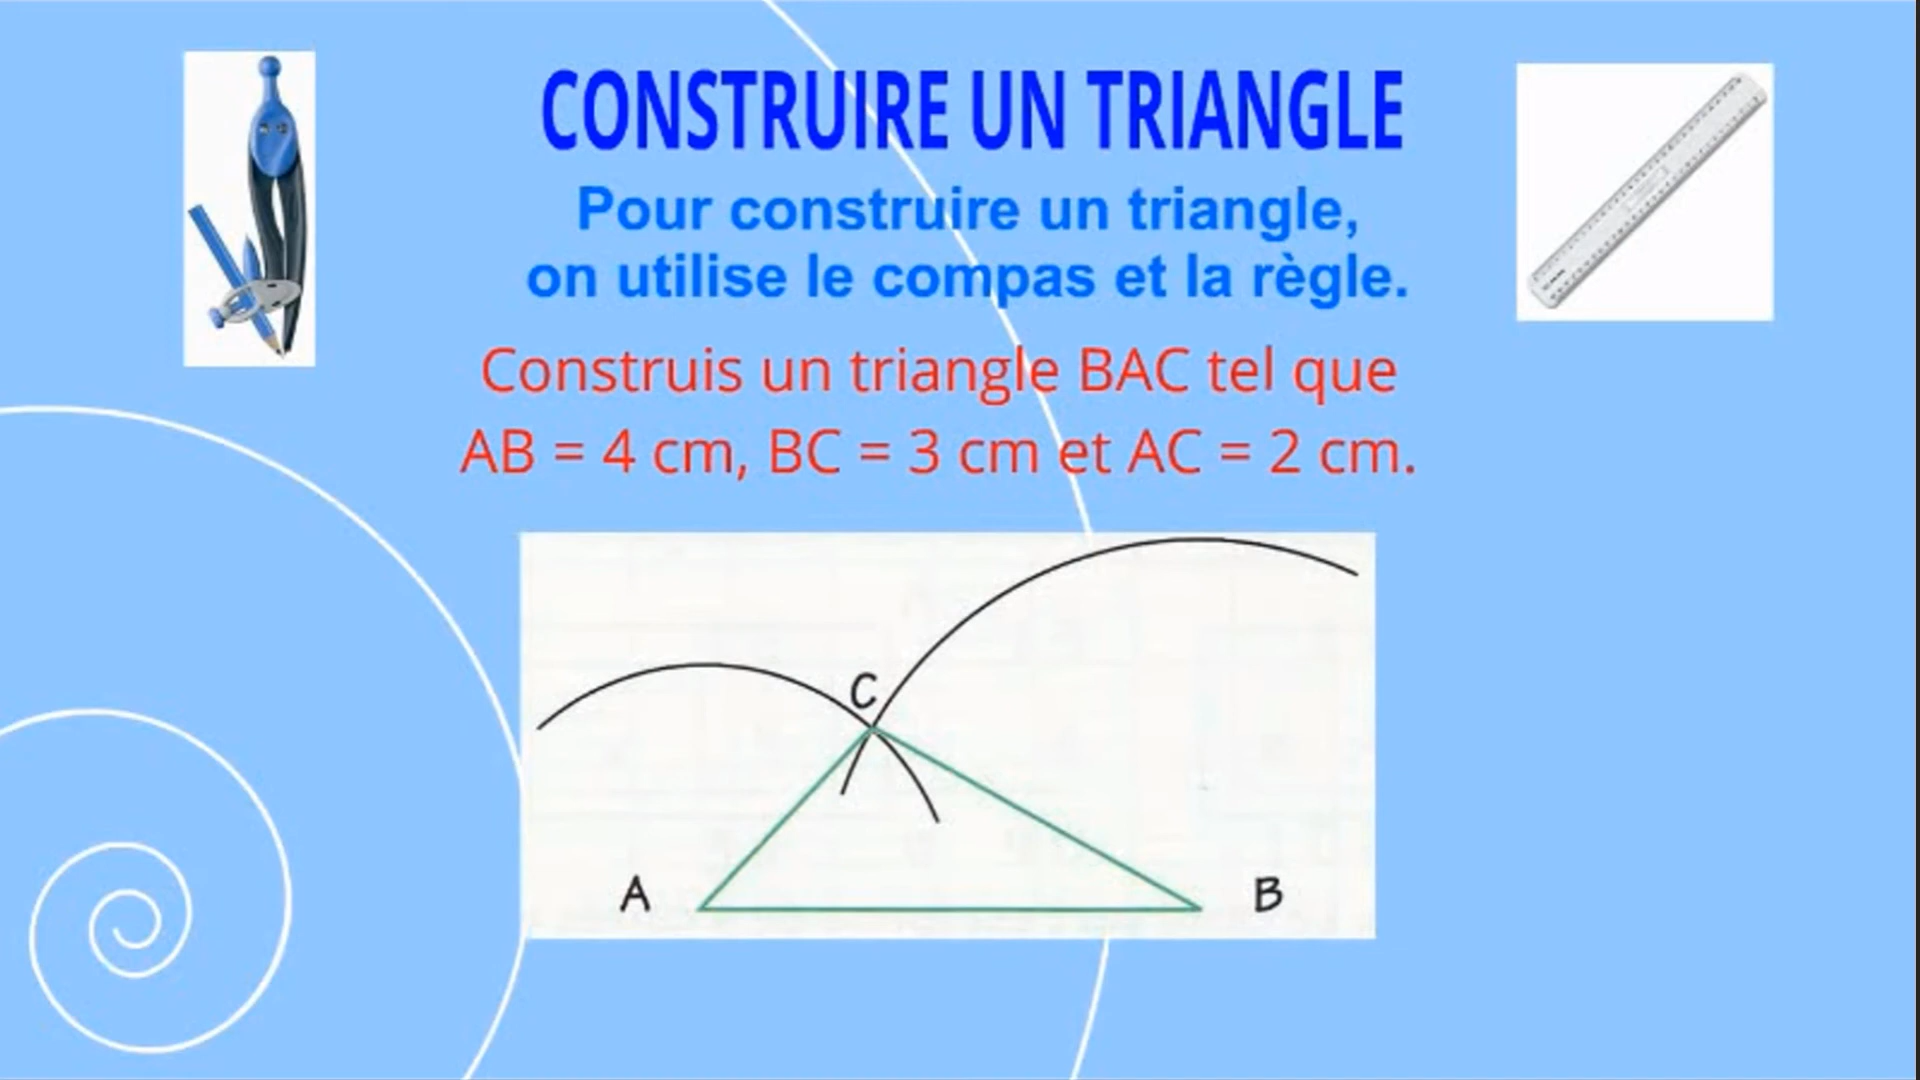 CONSTRUIRE UN TRIANGLE
Pour construire un triangle,
on utilise le compas et la règle.
Construis un triangle BAC tel que
AB = 4 cm, BC = 3 cm et AC = 2 cm.
C
A
B